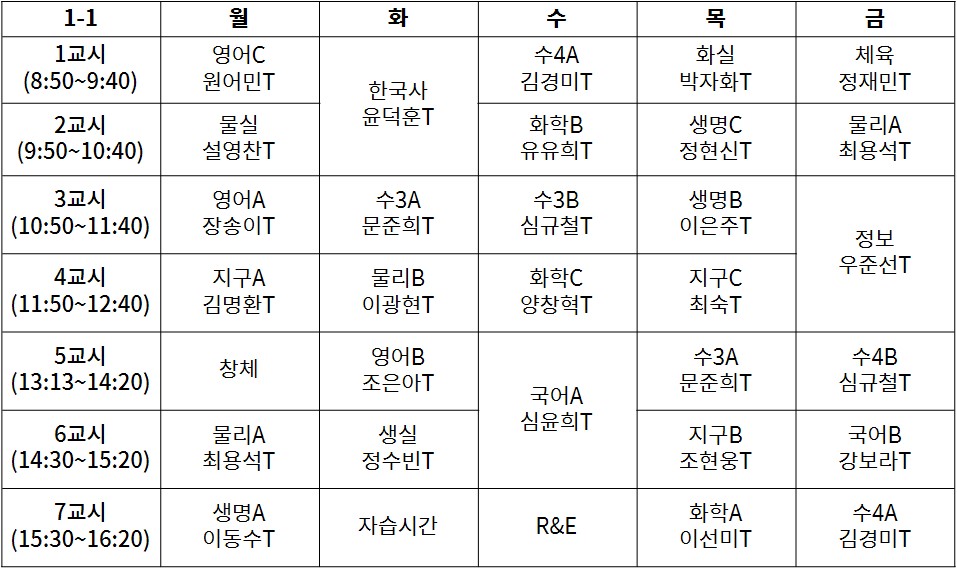 1-1 월 화 수 목 금
1교시
(8:50~9:40)
영어C
원어민T
한국사
윤덕훈T
수4A
김경미T
화실
박자화T
체육
정재민T
2교시
(9:50~10:40)
물실
설영찬T
화학B
유유희T
생명C
정현신T
물리A
최용석T
3교시
(10:50~11:40)
영어A
장송이T
수3A
문준희T
수3B
심규철T
생명B
이은주T
정보
우준선T
4교시
(11:50~12:40)
지구A
김명환T
물리B
이광현T
화학C
양창혁T
지구C
최숙T
5교시
(13:13~14:20)
창체
영어B
조은아T
국어A
심윤희T
수3A
문준희T
수4B
심규철T
6교시
(14:30~15:20)
물리A
최용석T
생실
정수빈T
지구B
조현웅T
국어B
강보라T
7교시
(15:30~16:20)
생명A
이동수T
자습시간
R&E
화학A
이선미T
수4A
김경미T